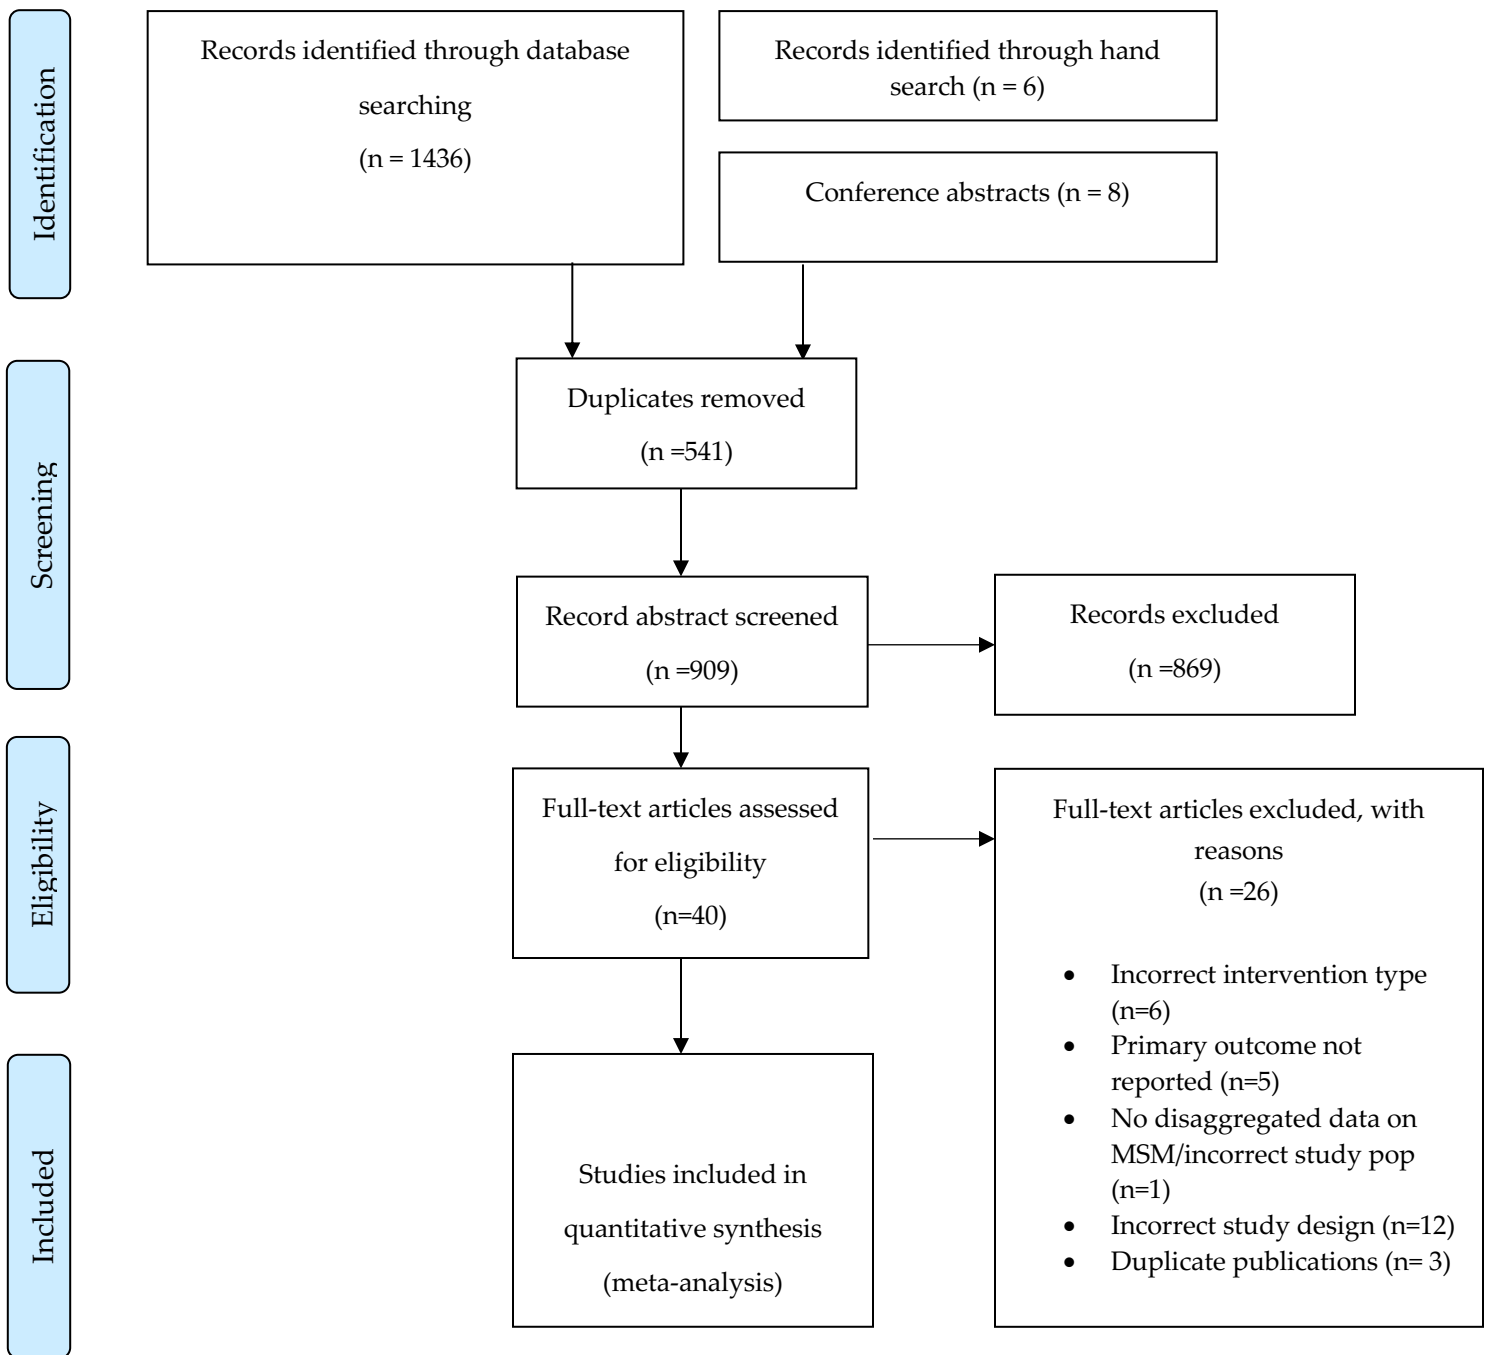 Identification
Records identified through database
searching
(n = 1436)
Records identified through hand
search (n = 6)
Conference abstracts (n = 8)
Screening
Duplicates removed
(n =541)
Record abstract screened
(n =909)
Records excluded
(n =869)
Eligibility
Full-text articles assessed
for eligibility
(n=40)
Full-text articles excluded, with
reasons
(n =26)
• Incorrect intervention type
(n=6)
• Primary outcome not
reported (n=5)
• No disaggregated data on
MSM/incorrect study pop
(n=1)
• Incorrect study design (n=12)
• Duplicate publications (n= 3)
Included
Studies included in
quantitative synthesis
(meta-analysis)